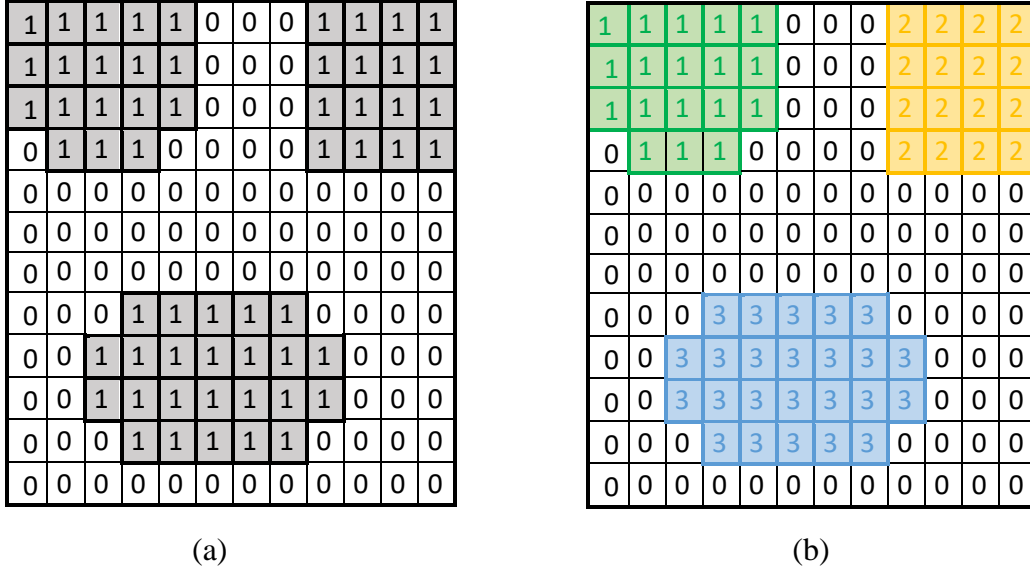 1 1 1 1 1 0 0 0 1 1 1 1
1 1 1 1 1 0 0 0 1 1 1 1
1 1 1 1 1 0 0 0 1 1 1 1
0 1 1 1 0 0 0 0 1 1 1 1
0 0 0 0 0 0 0 0 0 0 0 0
0 0 0 0 0 0 0 0 0 0 0 0
0 0 0 0 0 0 0 0 0 0 0 0
0 0 0 1 1 1 1 1 0 0 0 0
0 0 1 1 1 1 1 1 1 0 0 0
0 0 1 1 1 1 1 1 1 0 0 0
0 0 0 1 1 1 1 1 0 0 0 0
0 0 0 0 0 0 0 0 0 0 0 0
(a)
1 1 1 1 1 0 0 0 2 2 2 2
1 1 1 1 1 0 0 0 2 2 2 2
1 1 1 1 1 0 0 0 2 2 2 2
0 1 1 1 0 0 0 0 2 2 2 2
0 0 0 0 0 0 0 0 0 0 0 0
0 0 0 0 0 0 0 0 0 0 0 0
0 0 0 0 0 0 0 0 0 0 0 0
0 0 0 3 3 3 3 3 0 0 0 0
0 0 3 3 3 3 3 3 3 0 0 0
0 0 3 3 3 3 3 3 3 0 0 0
0 0 0 3 3 3 3 3 0 0 0 0
0 0 0 0 0 0 0 0 0 0 0 0
(b)